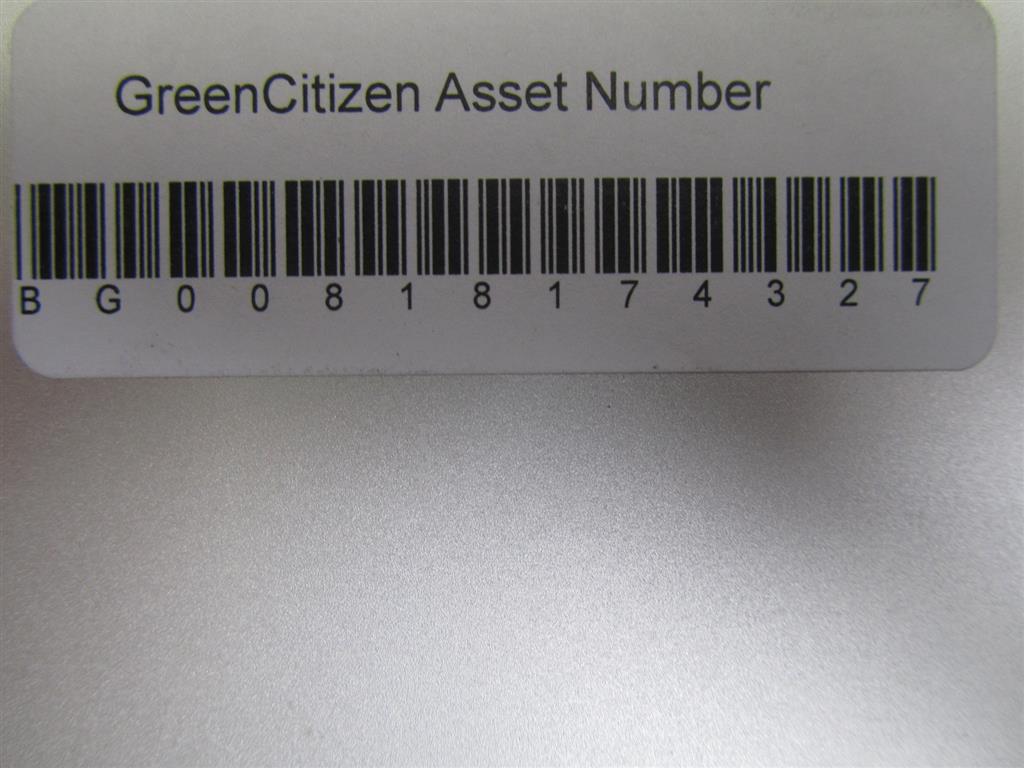 GreenCitizen Asset Number
B G 0 0 8 1 8 1 7 4 3 2 7